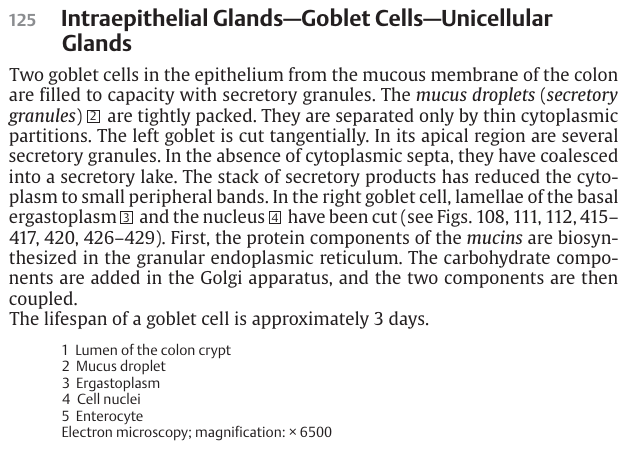 125 Intraepithelial Glands—Goblet Cells—Unicellular
Glands
Two goblet cells in the epithelium from the mucous membrane of the colon
are filled to capacity with secretory granules. The mucus droplets (secretory
granules) 2 are tightly packed. They are separated only by thin cytoplasmic
partitions. The left goblet is cut tangentially. In its apical region are several
secretory granules. In the absence of cytoplasmic septa, they have coalesced
into a secretory lake. The stack of secretory products has reduced the cyto-
plasm to small peripheral bands. In the right goblet cell, lamellae of the basal
ergastoplasm 3 and the nucleus 4 have been cut (see Figs. 108, 111, 112, 415–
417, 420, 426–429). First, the protein components of the mucins are biosyn-
thesized in the granular endoplasmic reticulum. The carbohydrate compo-
nents are added in the Golgi apparatus, and the two components are then
coupled.
The lifespan of a goblet cell is approximately 3 days.
1 Lumen of the colon crypt
2 Mucus droplet
3 Ergastoplasm
4 Cell nuclei
5 Enterocyte
Electron microscopy; magnification: × 6500